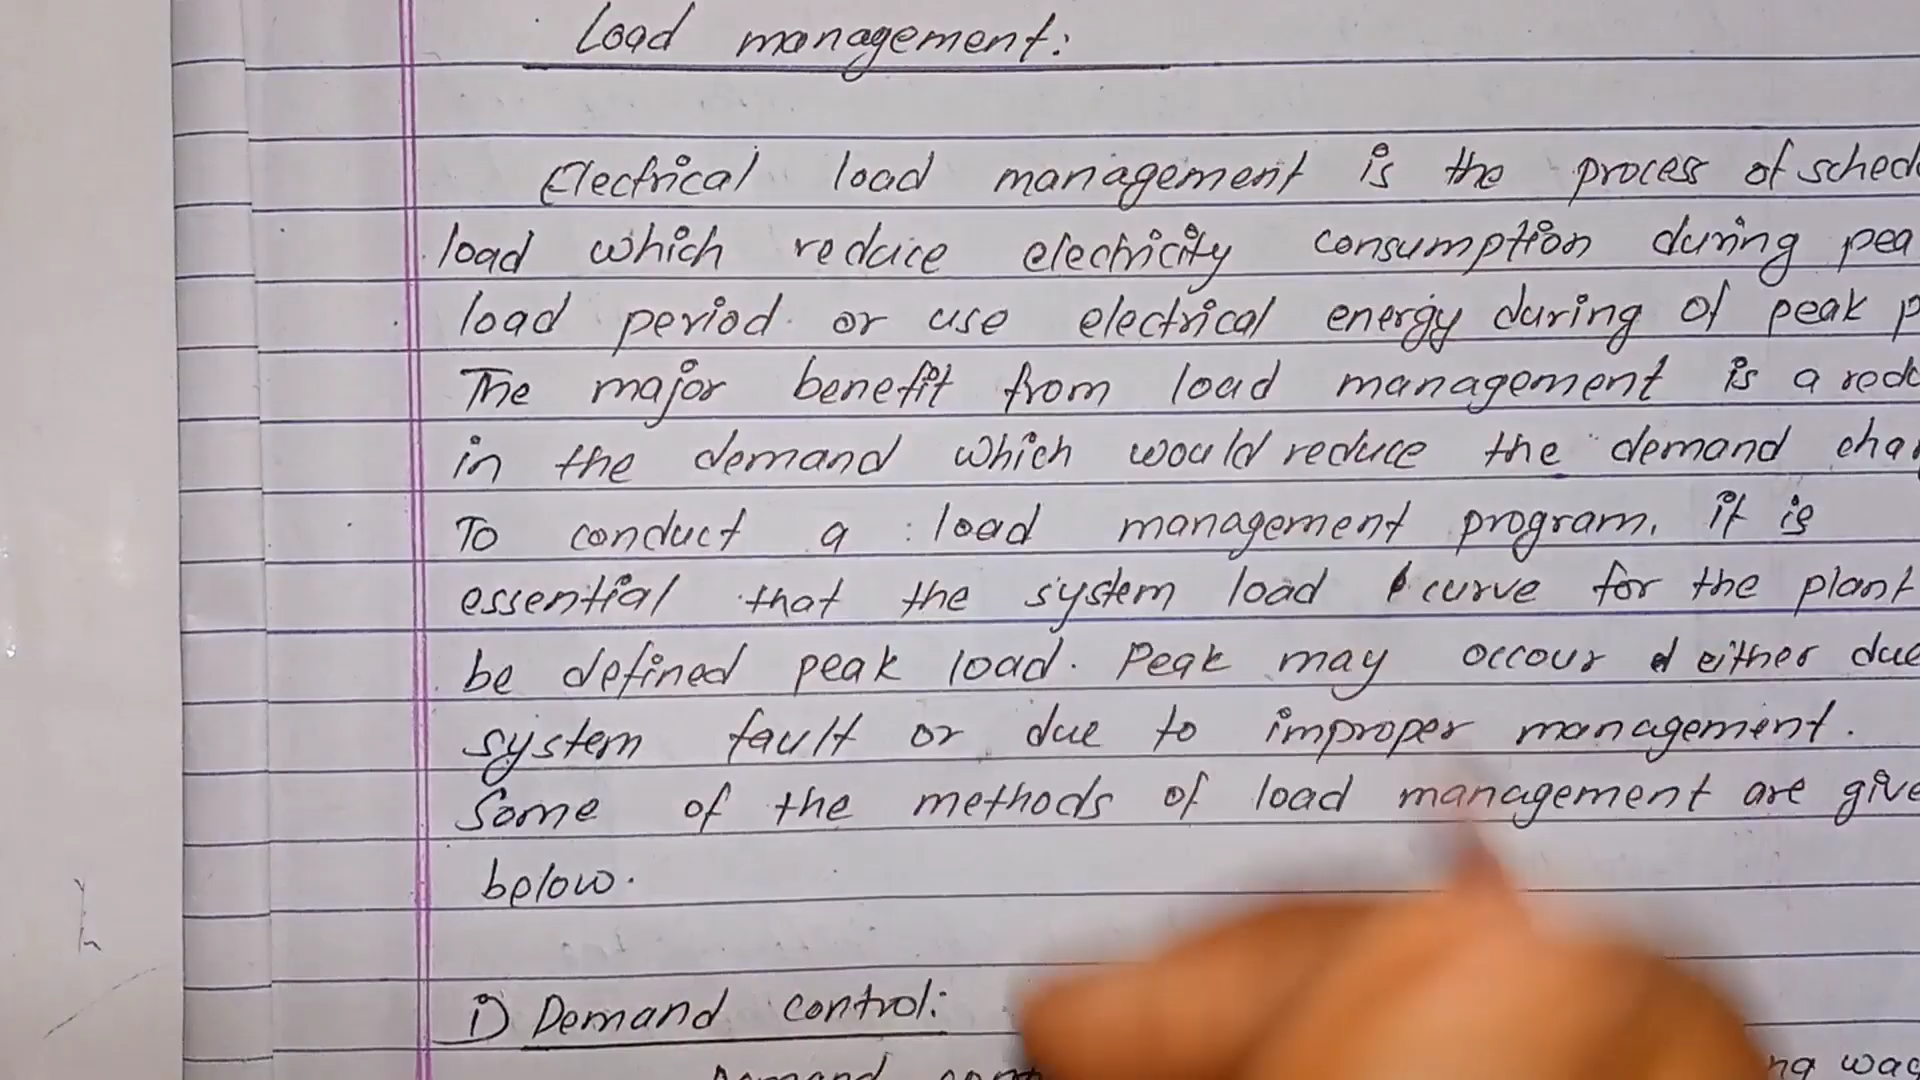 Load management:
Electrical load management is the process of sched
load which reduce electricity consumption during pea
load period or use electrical energy during of peak p
The major benefit from load management is a redu
in the demand which would reduce the demand cha
To conduct a load management program, it is
essential that the system load curve for the plant
be defined peak load. Peak may occour either due
system fault or due to improper management.
Some of the methods of load management are give
below.
i) Demand control:
Demand